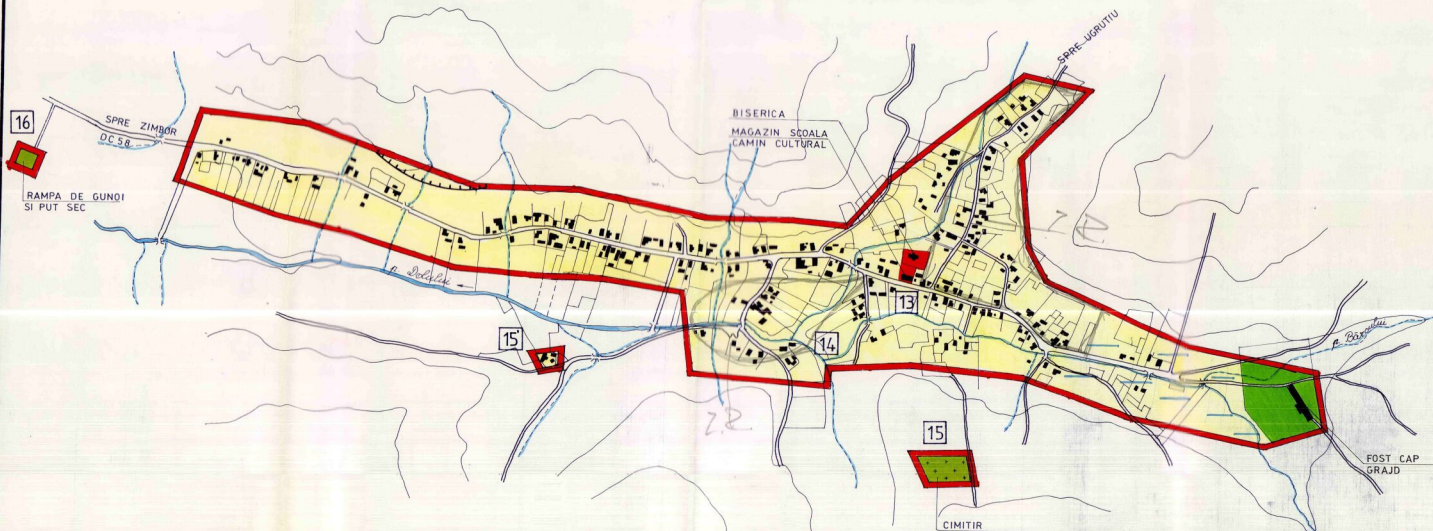 SPRE UGRUTIU
BISERICA
MAGAZIN SCOALA
CAMIN CULTURAL
16
SPRE ZIMBOR
DC 58
RAMPA DE GUNOI
SI PUT SEC
13
14
15'
15
CIMITIR
FOST CAP
GRAJD